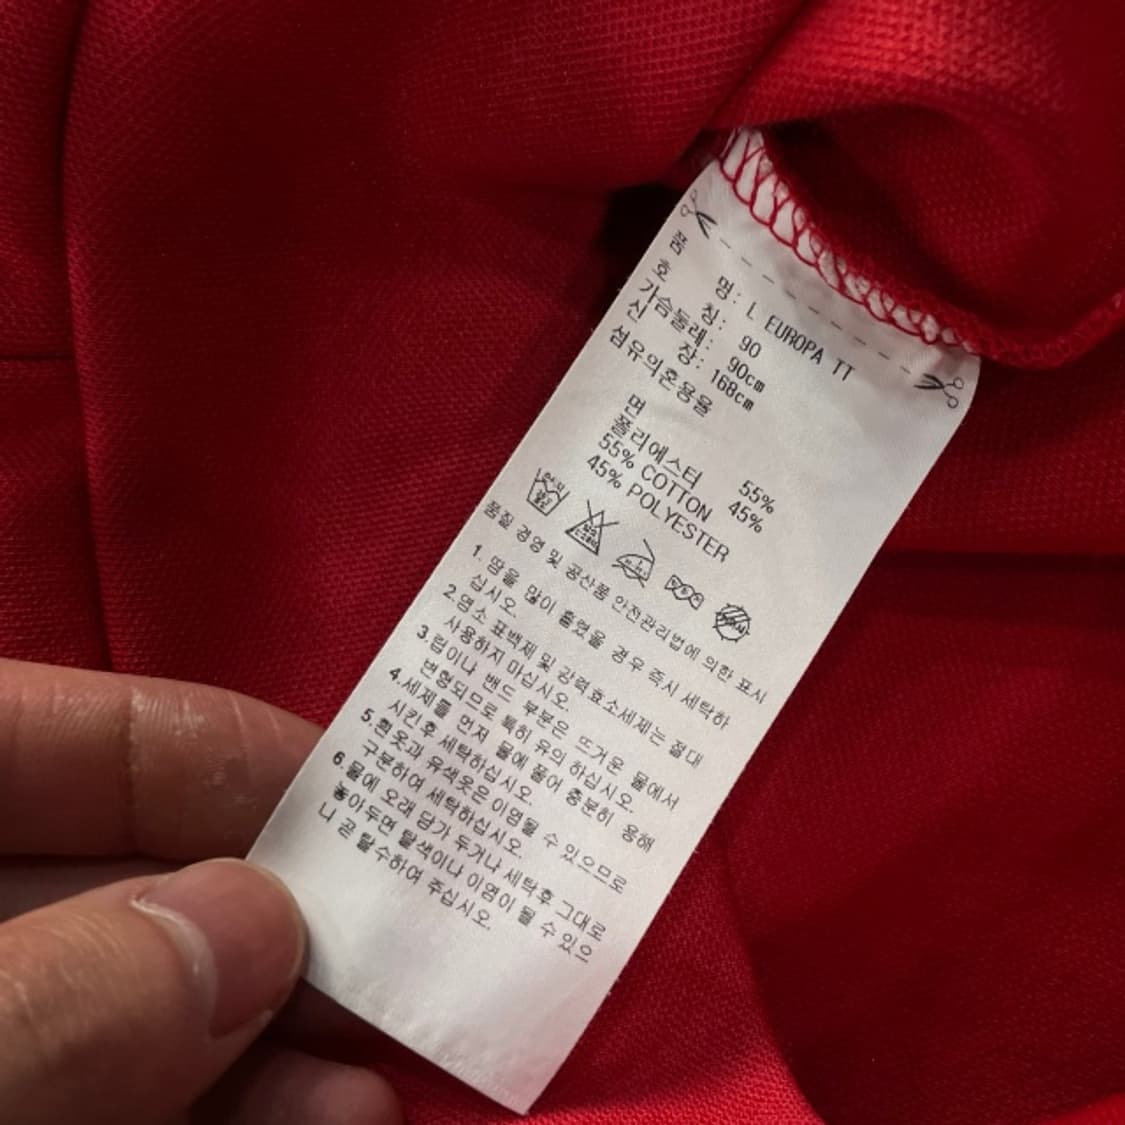 품 명: L EUROPA TT
호 칭: 90
가슴둘레: 90cm
신 장: 168cm
섬유의혼용율
면 55%
폴리에스터 45%
55% COTTON
45% POLYESTER
품질 경영 및 공산품 안전관리법에 의한 표시
1. 땀을 많이 흘렸을 경우 즉시 세탁하
십시오.
2.염소 표백제 및 강력효소세제는 절대
사용하지 마십시오.
3.립이나 밴드 부분은 뜨거운 물에서
변형되므로 특히 유의 하십시오.
4.세제를 먼저 물에 풀어 충분히 용해
시킨후 세탁하십시오.
5.흰옷과 유색옷은 이염될 수 있으므로
구분하여 세탁하십시오.
6.물에 오래 담가 두거나 세탁후 그대로
놓아두면 탈색이나 이염이 될 수 있으
니 곧 탈수하여 주십시오.